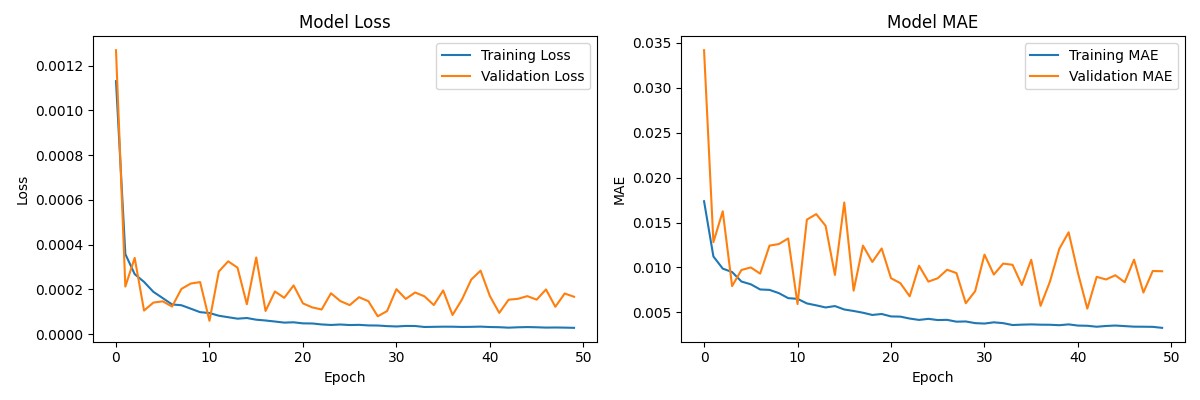 Model Loss
Training Loss
Validation Loss
0.0012
0.0010
0.0008
0.0006
0.0004
0.0002
0.0000
Loss
0
10
20
30
40
50
Epoch
Model MAE
Training MAE
Validation MAE
0.035
0.030
0.025
0.020
0.015
0.010
0.005
MAE
0
10
20
30
40
50
Epoch